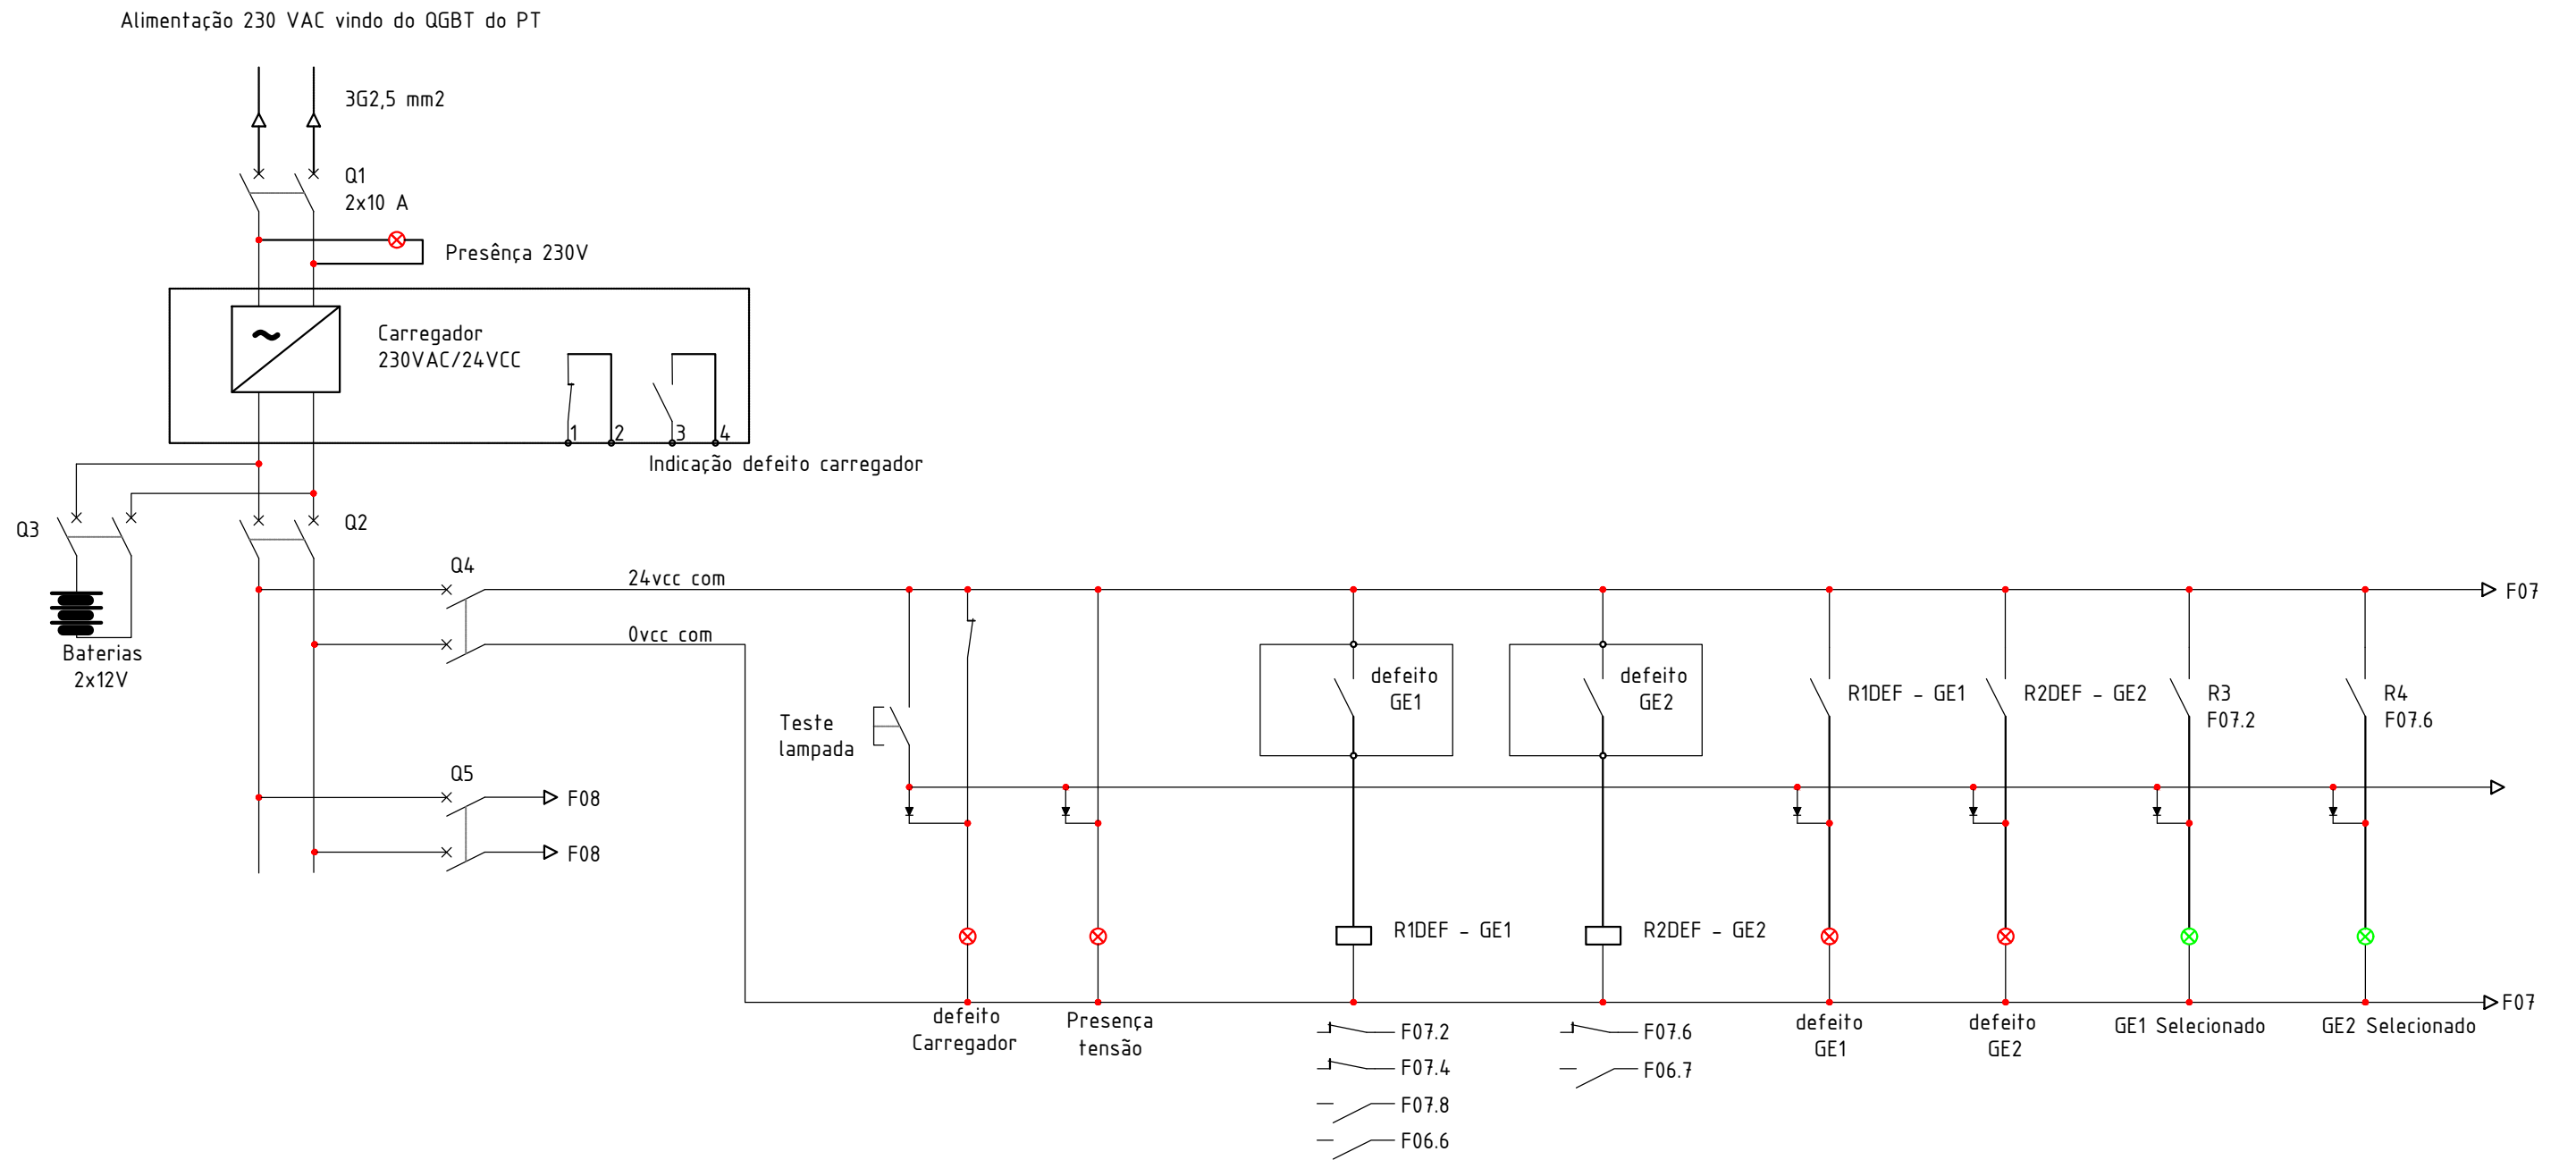 Alimentação 230 VAC vindo do QGBT do PT
3G2,5 mm2
Q1
2x10 A
Presênça 230V
Carregador
230VAC/24VCC
1
2
3
4
Indicação defeito carregador
Q3
Q2
Baterias
2x12V
Q4
24vcc com
0vcc com
Q5
F08
F08
Teste
lampada
defeito
GE1
defeito
GE2
R1DEF - GE1
R2DEF - GE2
R3
F07.2
R4
F07.6
F07
R1DEF - GE1
R2DEF - GE2
F07
defeito
Carregador
Presença
tensão
F07.2
F07.4
F07.8
F06.6
F07.6
F06.7
defeito
GE1
defeito
GE2
GE1 Selecionado
GE2 Selecionado